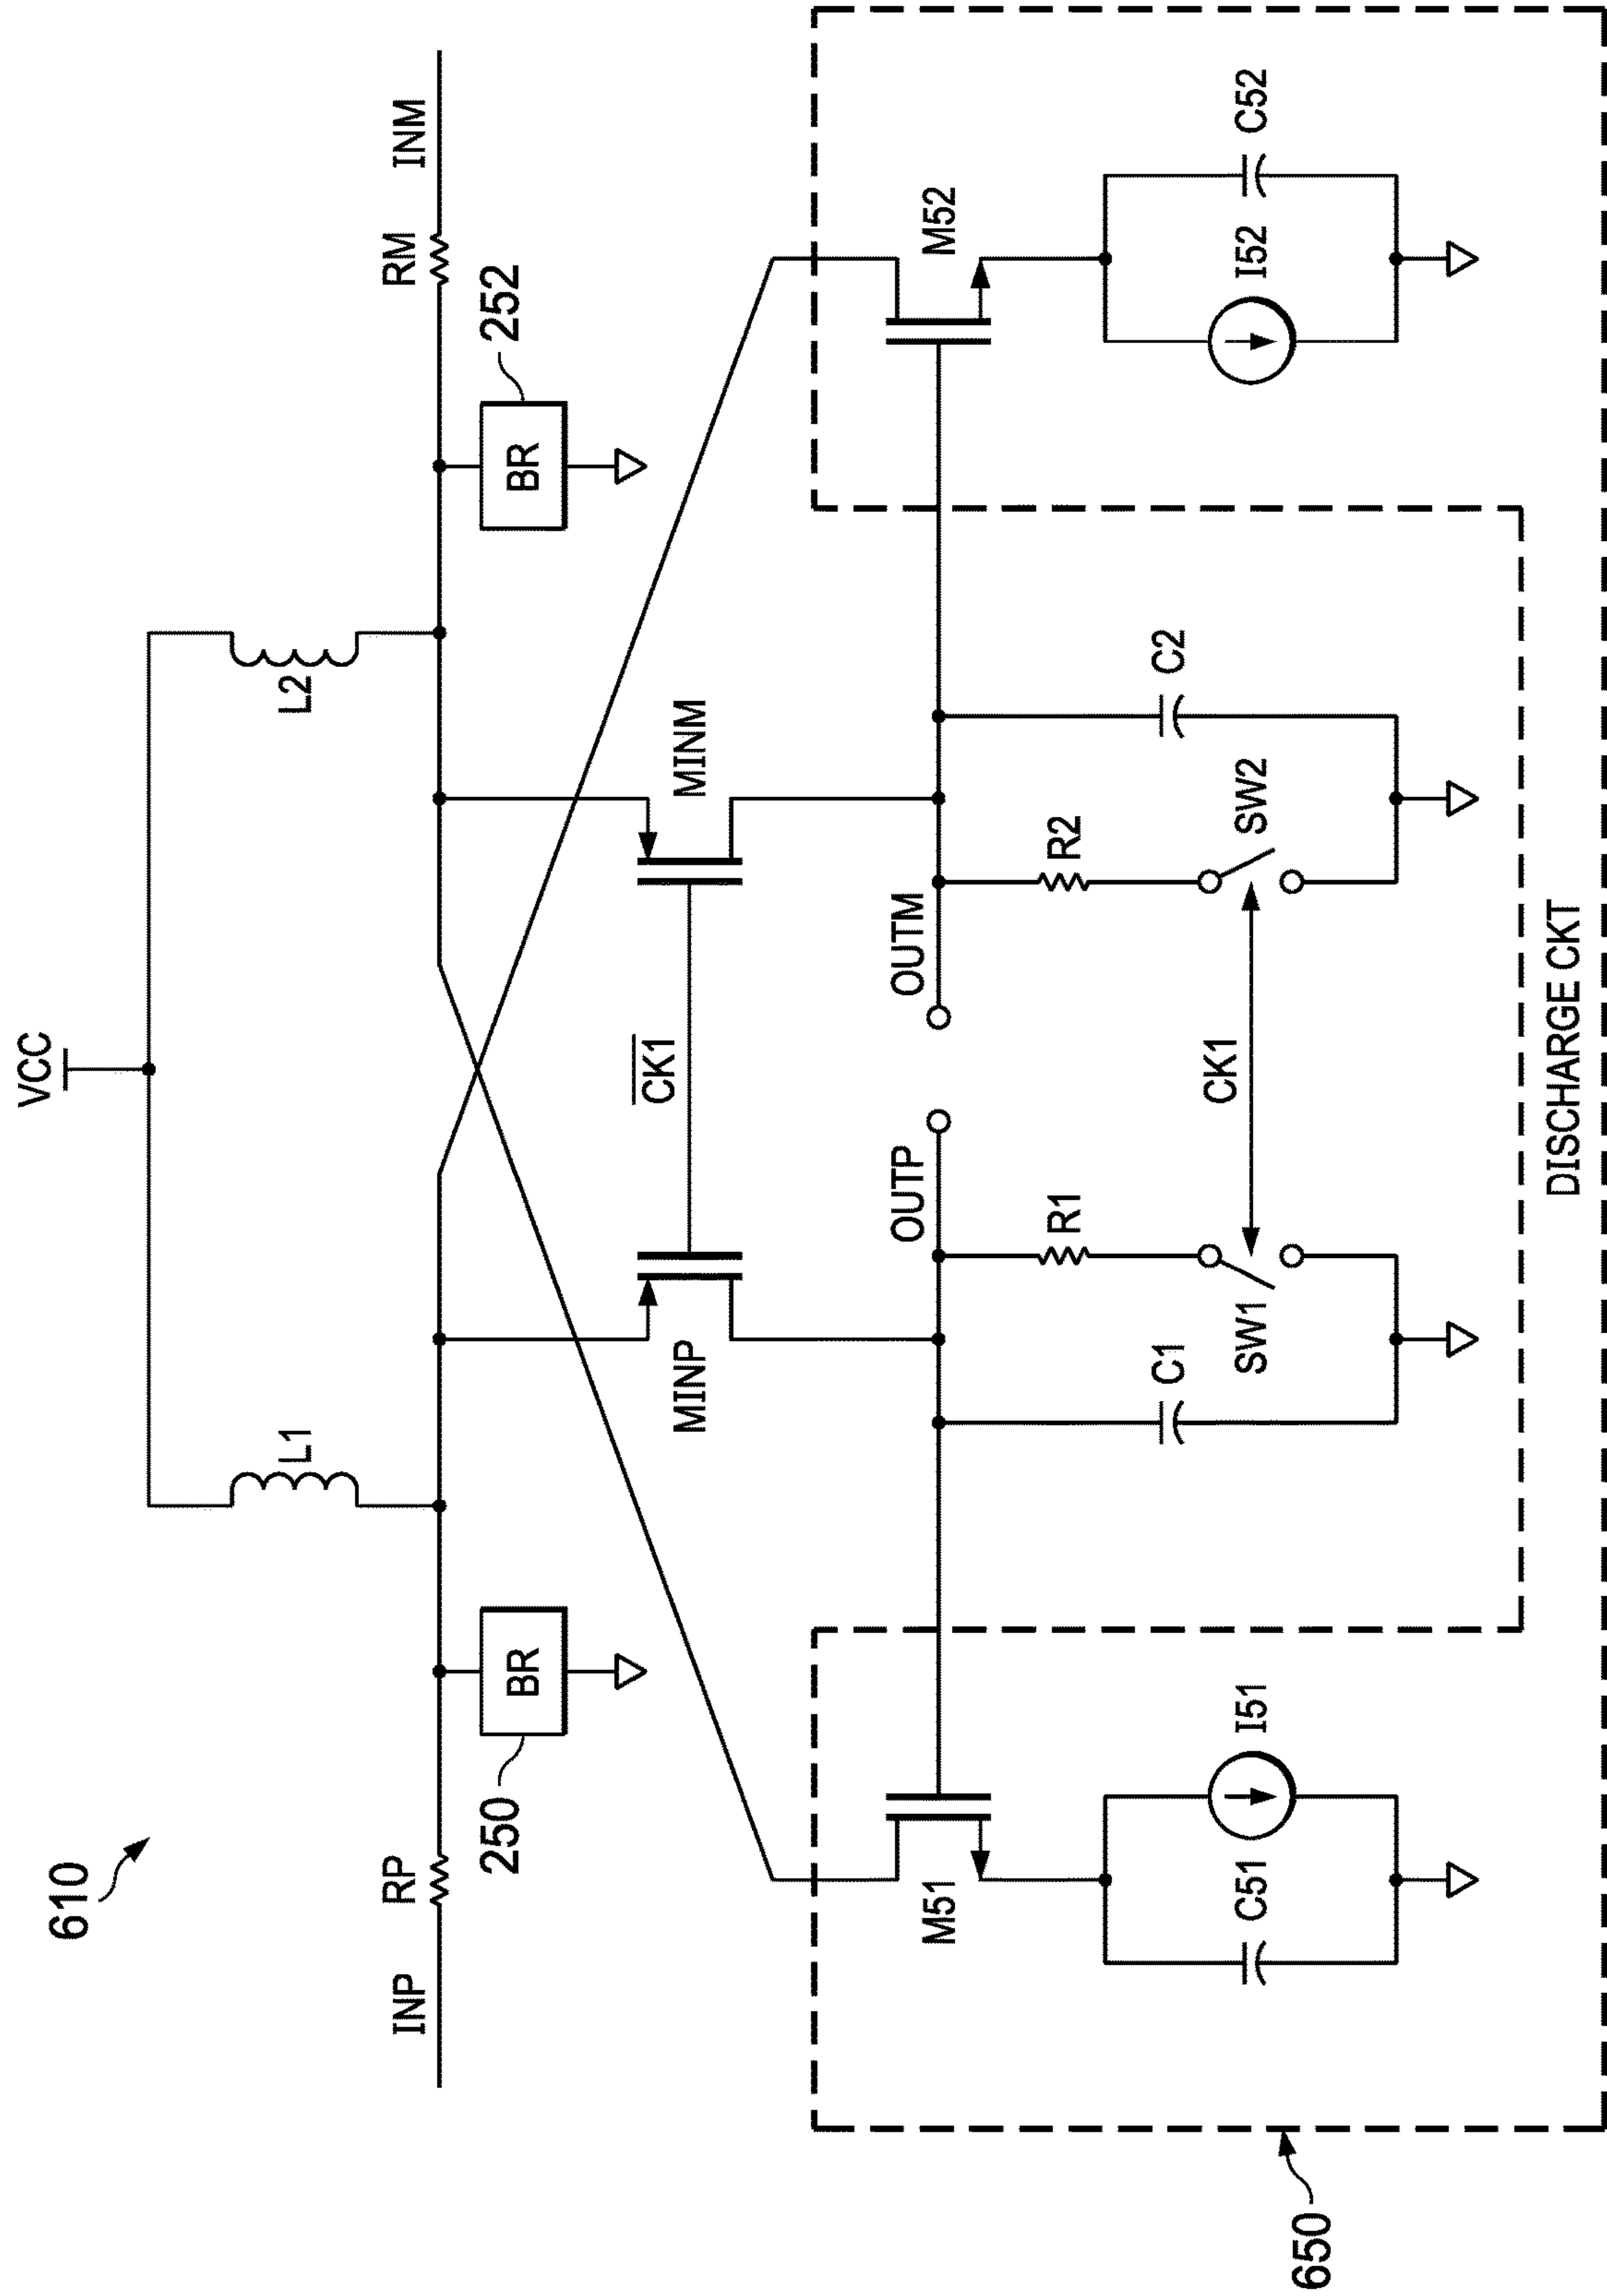 610
VCC
L1
L2
INP
RP
RM
INM
250
BR
BR
252
MINP
CK1
MINM
OUTP
OUTM
M51
M52
C51
I51
C1
SW1
R1
CK1
R2
SW2
C2
I52
C52
DISCHARGE CKT
650